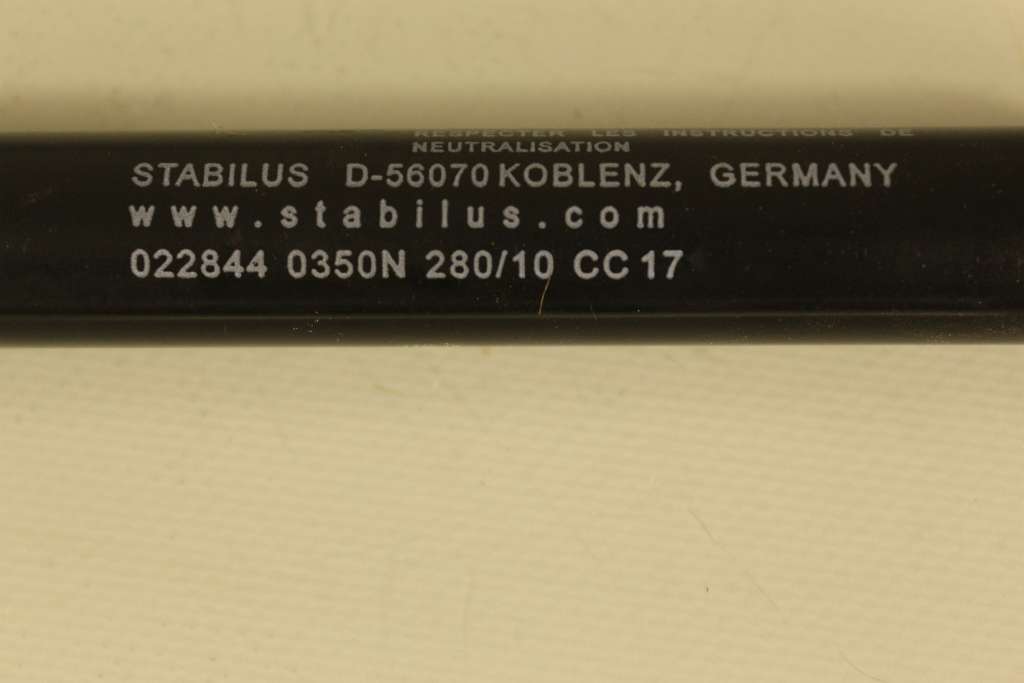 RESPECTER LES INSTRUCTIONS DE
NEUTRALISATION
STABILUS D-56070 KOBLENZ, GERMANY
www.stabilus.com
022844 0350N 280/10 CC 17